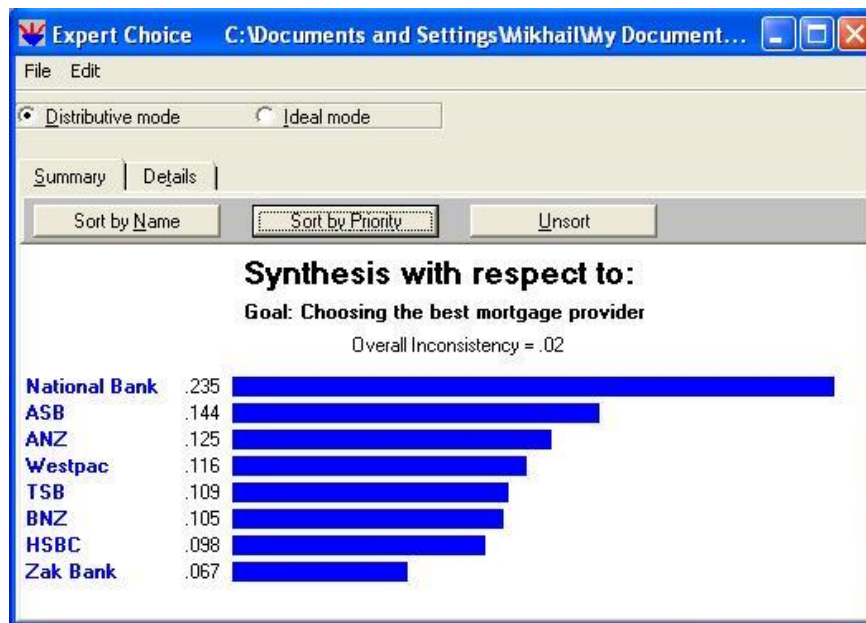 Expert Choice C:\Documents and Settings\Mikhail\My Document...
File Edit
Distributive mode Ideal mode
Summary Details
Sort by Name Sort by Priority Unsort
Synthesis with respect to:
Goal: Choosing the best mortgage provider
Overall Inconsistency = .02
National Bank .235
ASB .144
ANZ .125
Westpac .116
TSB .109
BNZ .105
HSBC .098
Zak Bank .067